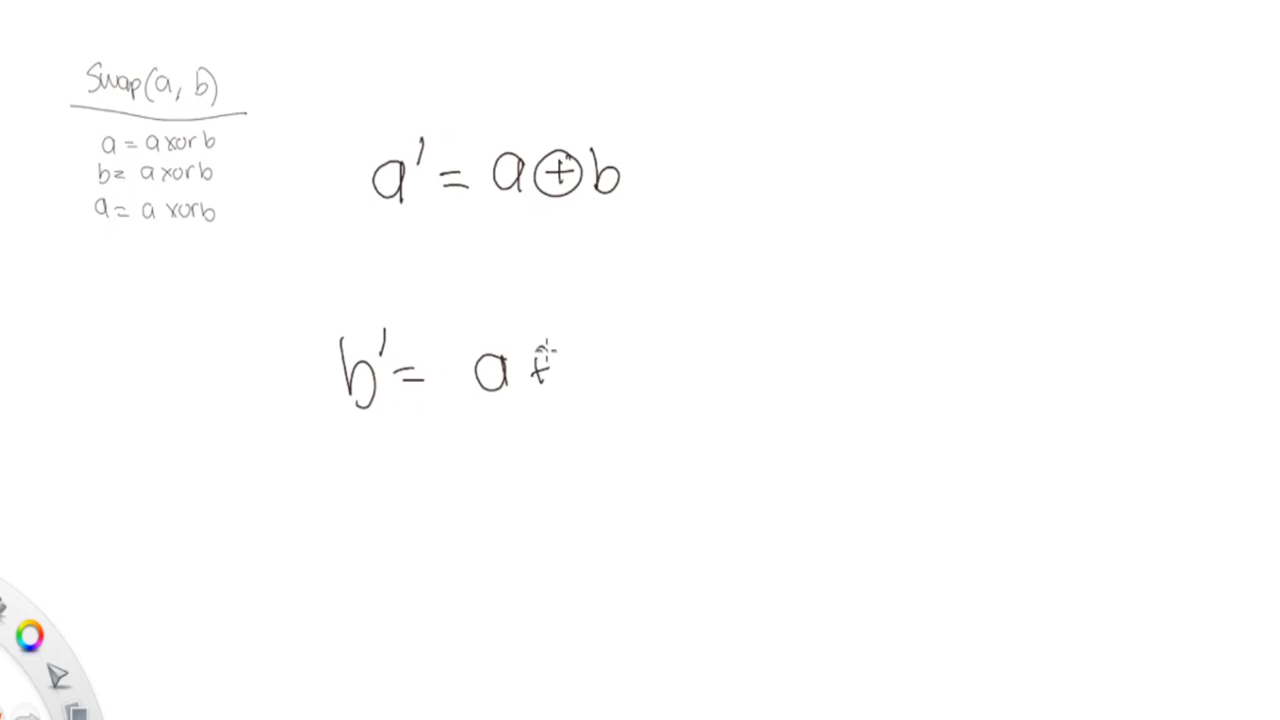 Swap(a, b)
a = a xor b
b= a xor b
a = a xor b
a' = a ⊕ b
b' = a +